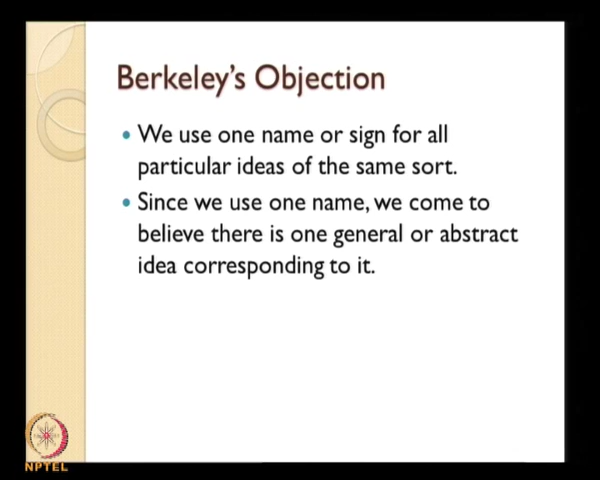 Berkeley's Objection
• We use one name or sign for all
particular ideas of the same sort.
• Since we use one name, we come to
believe there is one general or abstract
idea corresponding to it.
NPTEL